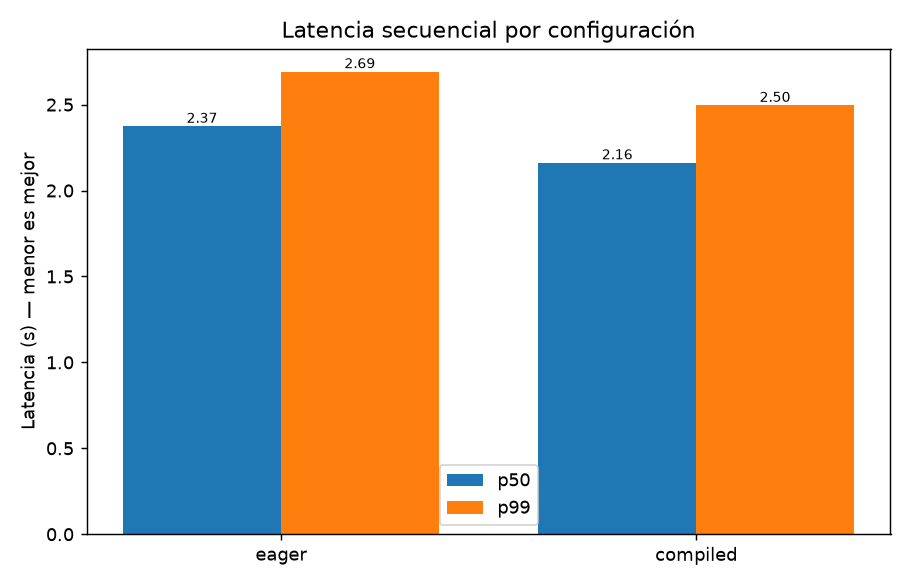 Latencia secuencial por configuración
Latencia (s) — menor es mejor
2.5
2.0
1.5
1.0
0.5
0.0
2.37
2.69
2.16
2.50
p50
p99
eager
compiled